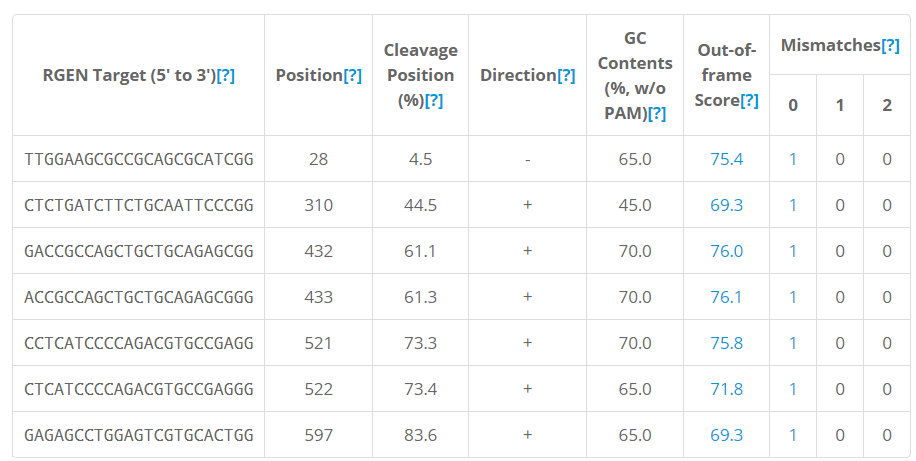 RGEN Target (5' to 3')[?] Position[?] Cleavage Position (%)[?] Direction[?] GC Contents (%, w/o PAM)[?] Out-of-frame Score[?] Mismatches[?]
0 1 2
TTGGAAGCGCCGCAGCGCATCGG 28 4.5 - 65.0 75.4 1 0 0
CTCTGATCTTCTGCAATTCCCGG 310 44.5 + 45.0 69.3 1 0 0
GACCGCCAGCTGCTGCAGAGCGG 432 61.1 + 70.0 76.0 1 0 0
ACCGCCAGCTGCTGCAGAGCGGG 433 61.3 + 70.0 76.1 1 0 0
CCTCATCCCCAGACGTGCCGAGG 521 73.3 + 70.0 75.8 1 0 0
CTCATCCCCAGACGTGCCGAGGG 522 73.4 + 65.0 71.8 1 0 0
GAGAGCCTGGAGTCGTGCACTGG 597 83.6 + 65.0 69.3 1 0 0